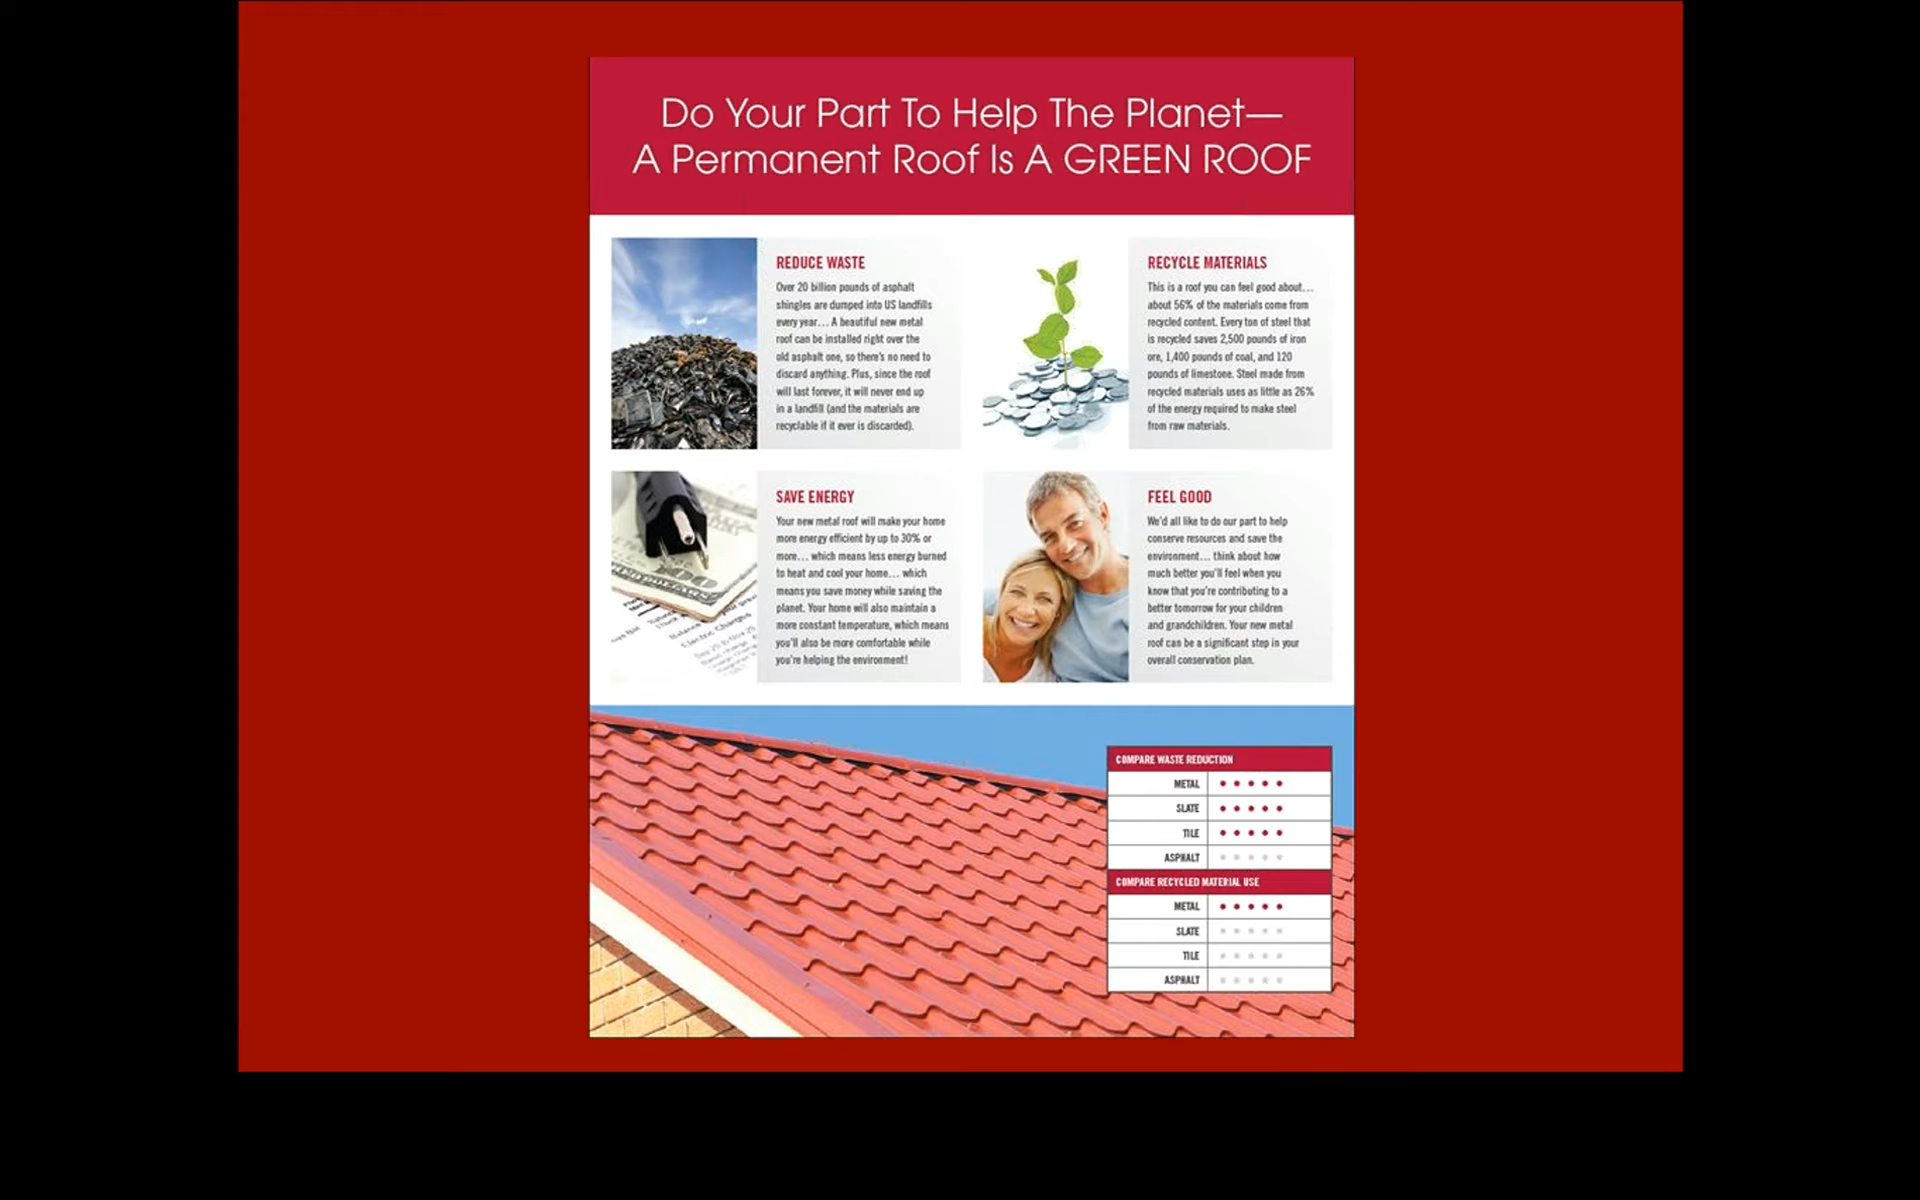 Do Your Part To Help The Planet—
A Permanent Roof Is A GREEN ROOF
REDUCE WASTE
Over 20 billion pounds of asphalt
shingles are dumped into US landfills
every year... A beautiful new metal
roof can be installed right over the
old asphalt one, so there's no need to
discard anything. Plus, since the roof
will last forever, it will never end up
in a landfill (and the materials are
recyclable if it ever is discarded).
RECYCLE MATERIALS
This is a roof you can feel good about...
about 56% of the materials come from
recycled content. Every ton of steel that
is recycled saves 2,500 pounds of iron
ore, 1,400 pounds of coal, and 120
pounds of limestone. Steel made from
recycled materials uses as little as 26%
of the energy required to make steel
from raw materials.
SAVE ENERGY
Your new metal roof will make your home
more energy efficient by up to 30% or
more... which means less energy burned
to heat and cool your home... which
means you save money while saving the
planet. Your home will also maintain a
more constant temperature, which means
you'll also be more comfortable while
you're helping the environment!
FEEL GOOD
We'd all like to do our part to help
conserve resources and save the
environment... think about how
much better you'll feel when you
know that you're contributing to a
better tomorrow for your children
and grandchildren. Your new metal
roof can be a significant step in your
overall conservation plan.
COMPARE WASTE REDUCTION
METAL
SLATE
TILE
ASPHALT
COMPARE RECYCLED MATERIAL USE
METAL
SLATE
TILE
ASPHALT